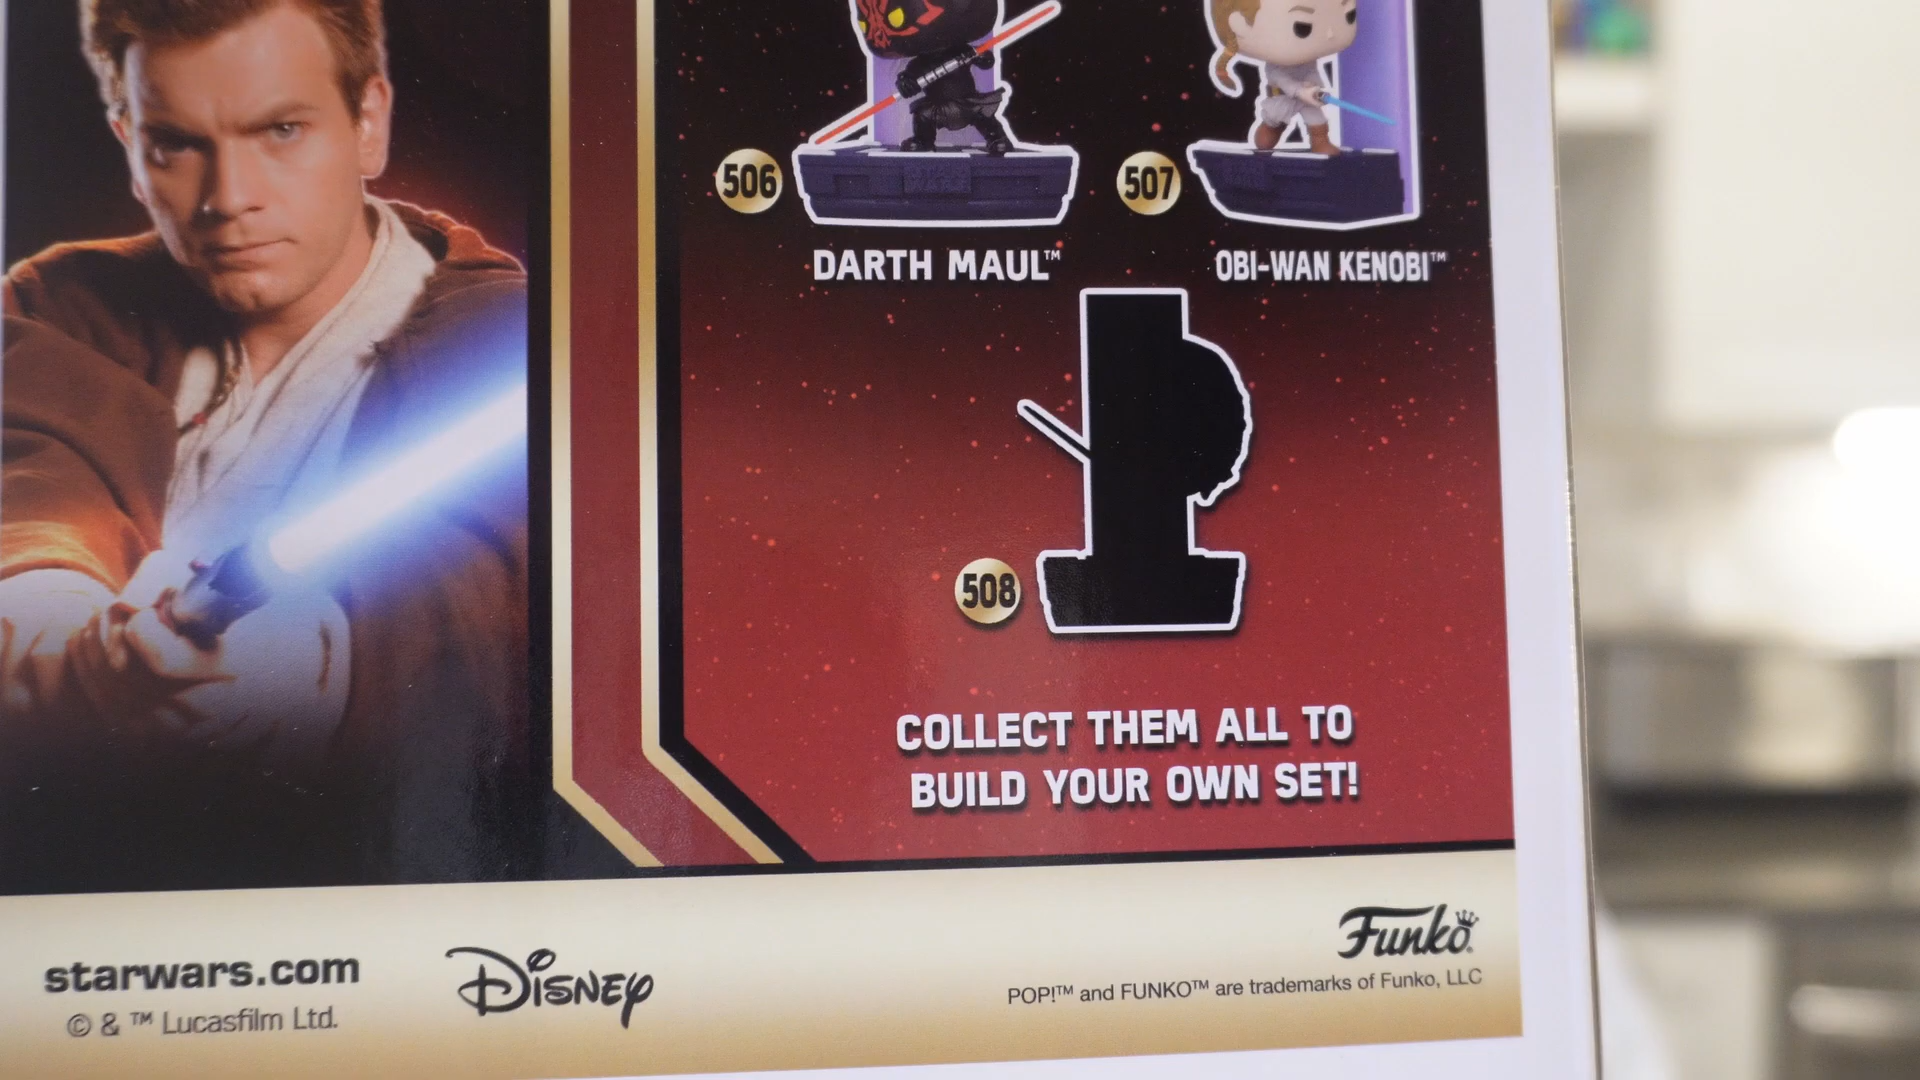 506
507
DARTH MAUL™
OBI-WAN KENOBI™
508
COLLECT THEM ALL TO
BUILD YOUR OWN SET!
starwars.com
© & ™ Lucasfilm Ltd.
DISNEY
Funko
POP!™ and FUNKO™ are trademarks of Funko, LLC